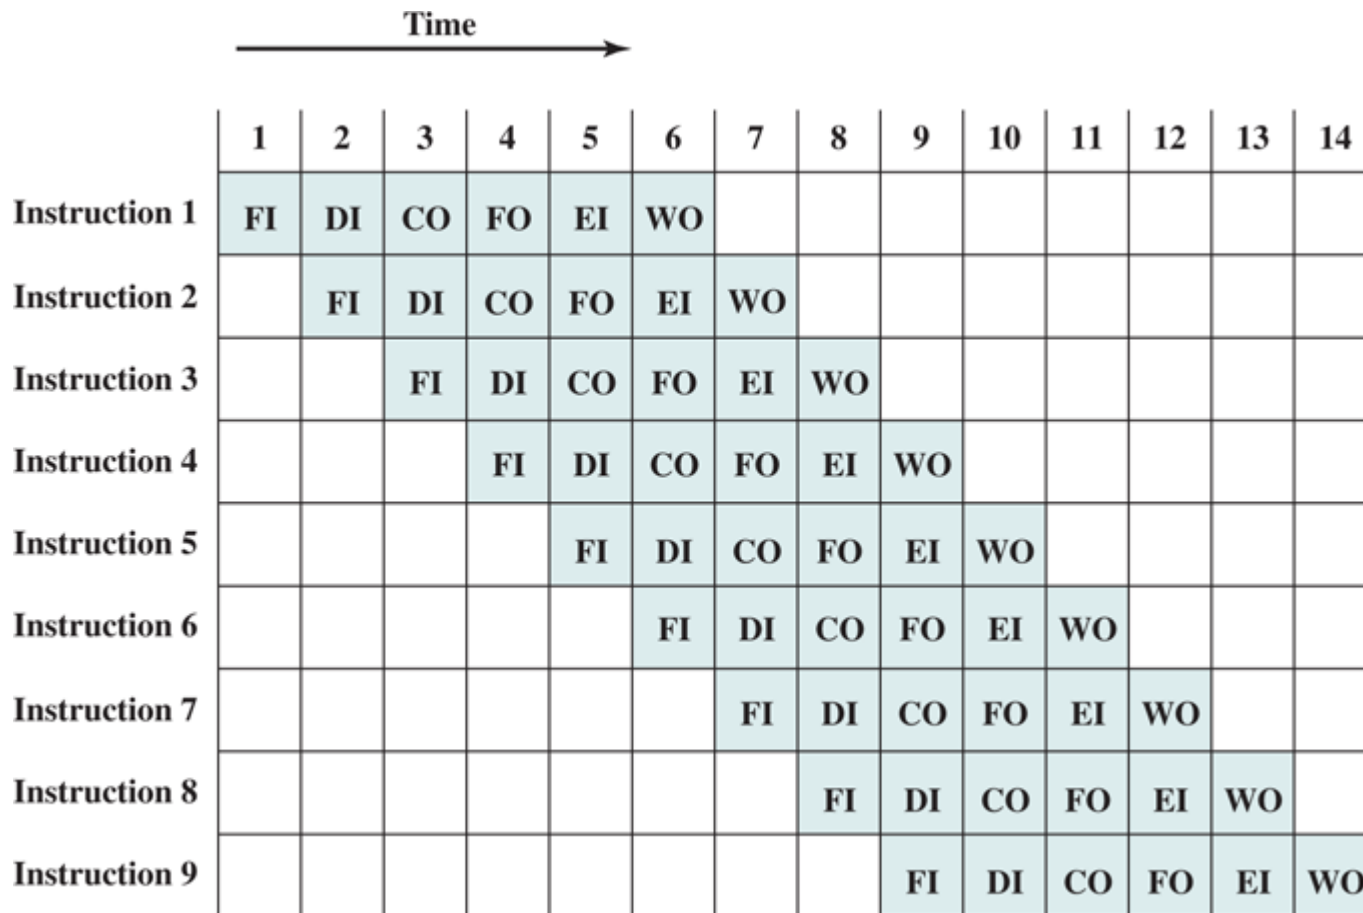 Time
1 2 3 4 5 6 7 8 9 10 11 12 13 14
Instruction 1 FI DI CO FO EI WO
Instruction 2 FI DI CO FO EI WO
Instruction 3 FI DI CO FO EI WO
Instruction 4 FI DI CO FO EI WO
Instruction 5 FI DI CO FO EI WO
Instruction 6 FI DI CO FO EI WO
Instruction 7 FI DI CO FO EI WO
Instruction 8 FI DI CO FO EI WO
Instruction 9 FI DI CO FO EI WO